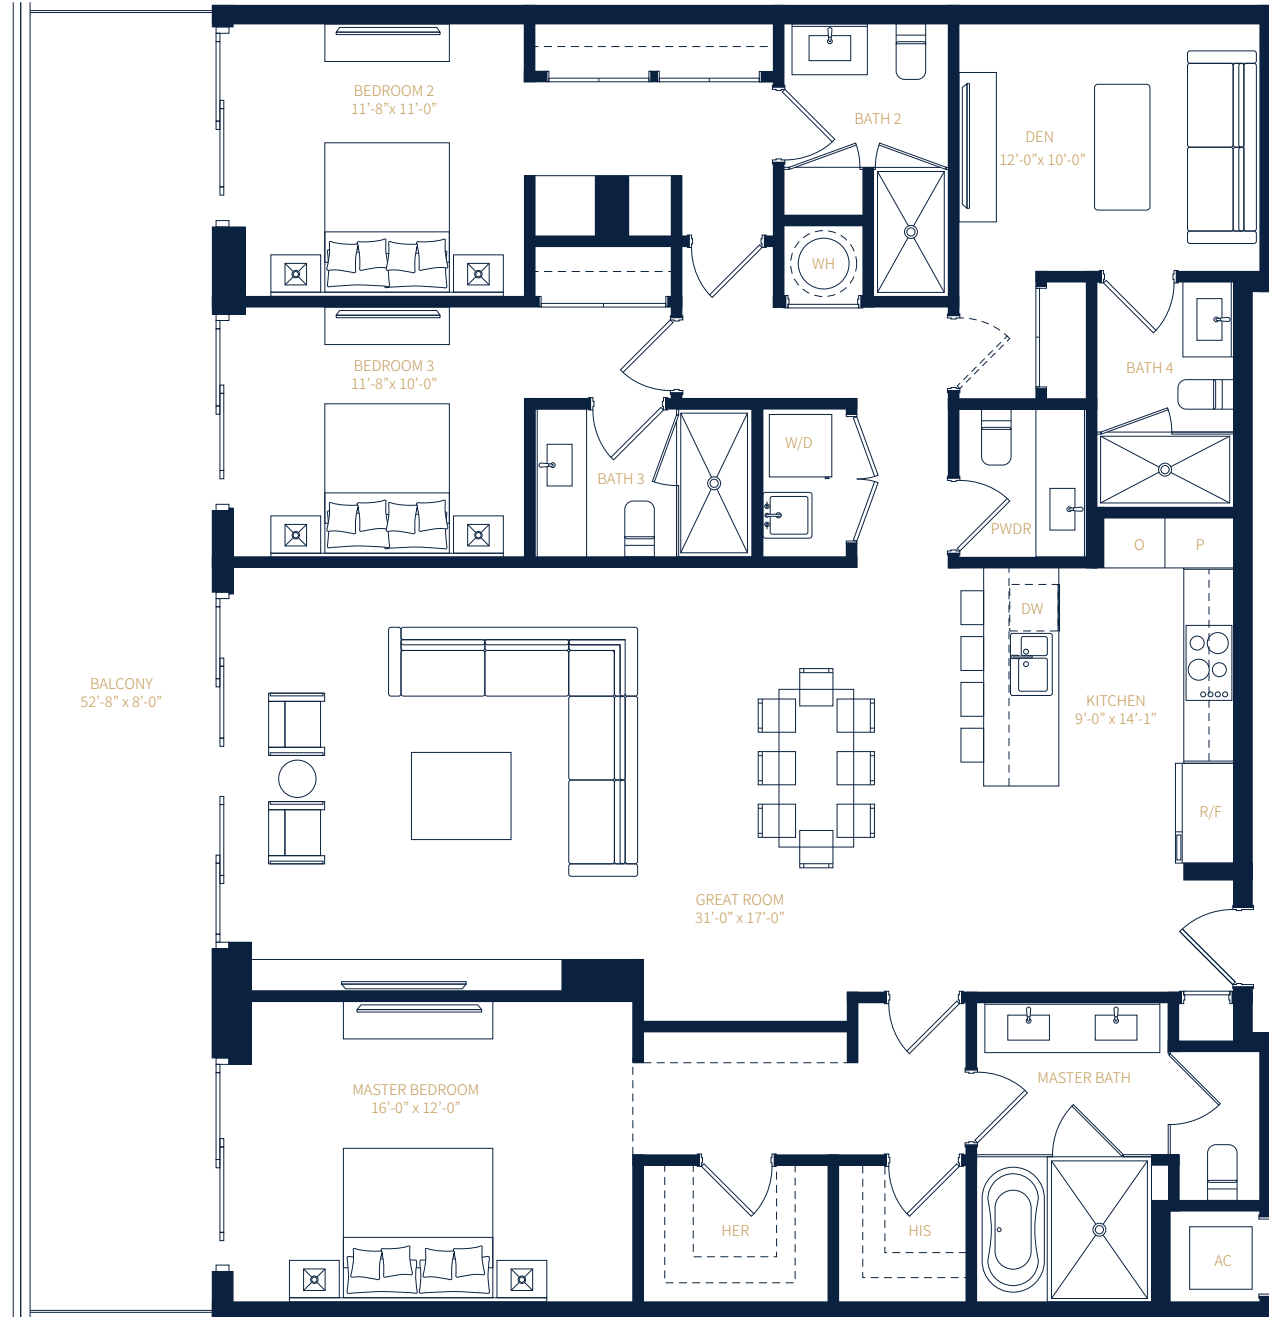 BEDROOM 2
11’-8”x 11’-0”
BATH 2
DEN
12’-0”x 10’-0”
WH
BEDROOM 3
11’-8”x 10’-0”
BATH 4
W/D
BATH 3
PWDR
O
P
DW
BALCONY
52’-8” x 8’-0”
KITCHEN
9’-0” x 14’-1”
R/F
GREAT ROOM
31’-0” x 17’-0”
MASTER BEDROOM
16’-0” x 12’-0”
MASTER BATH
HER
HIS
AC